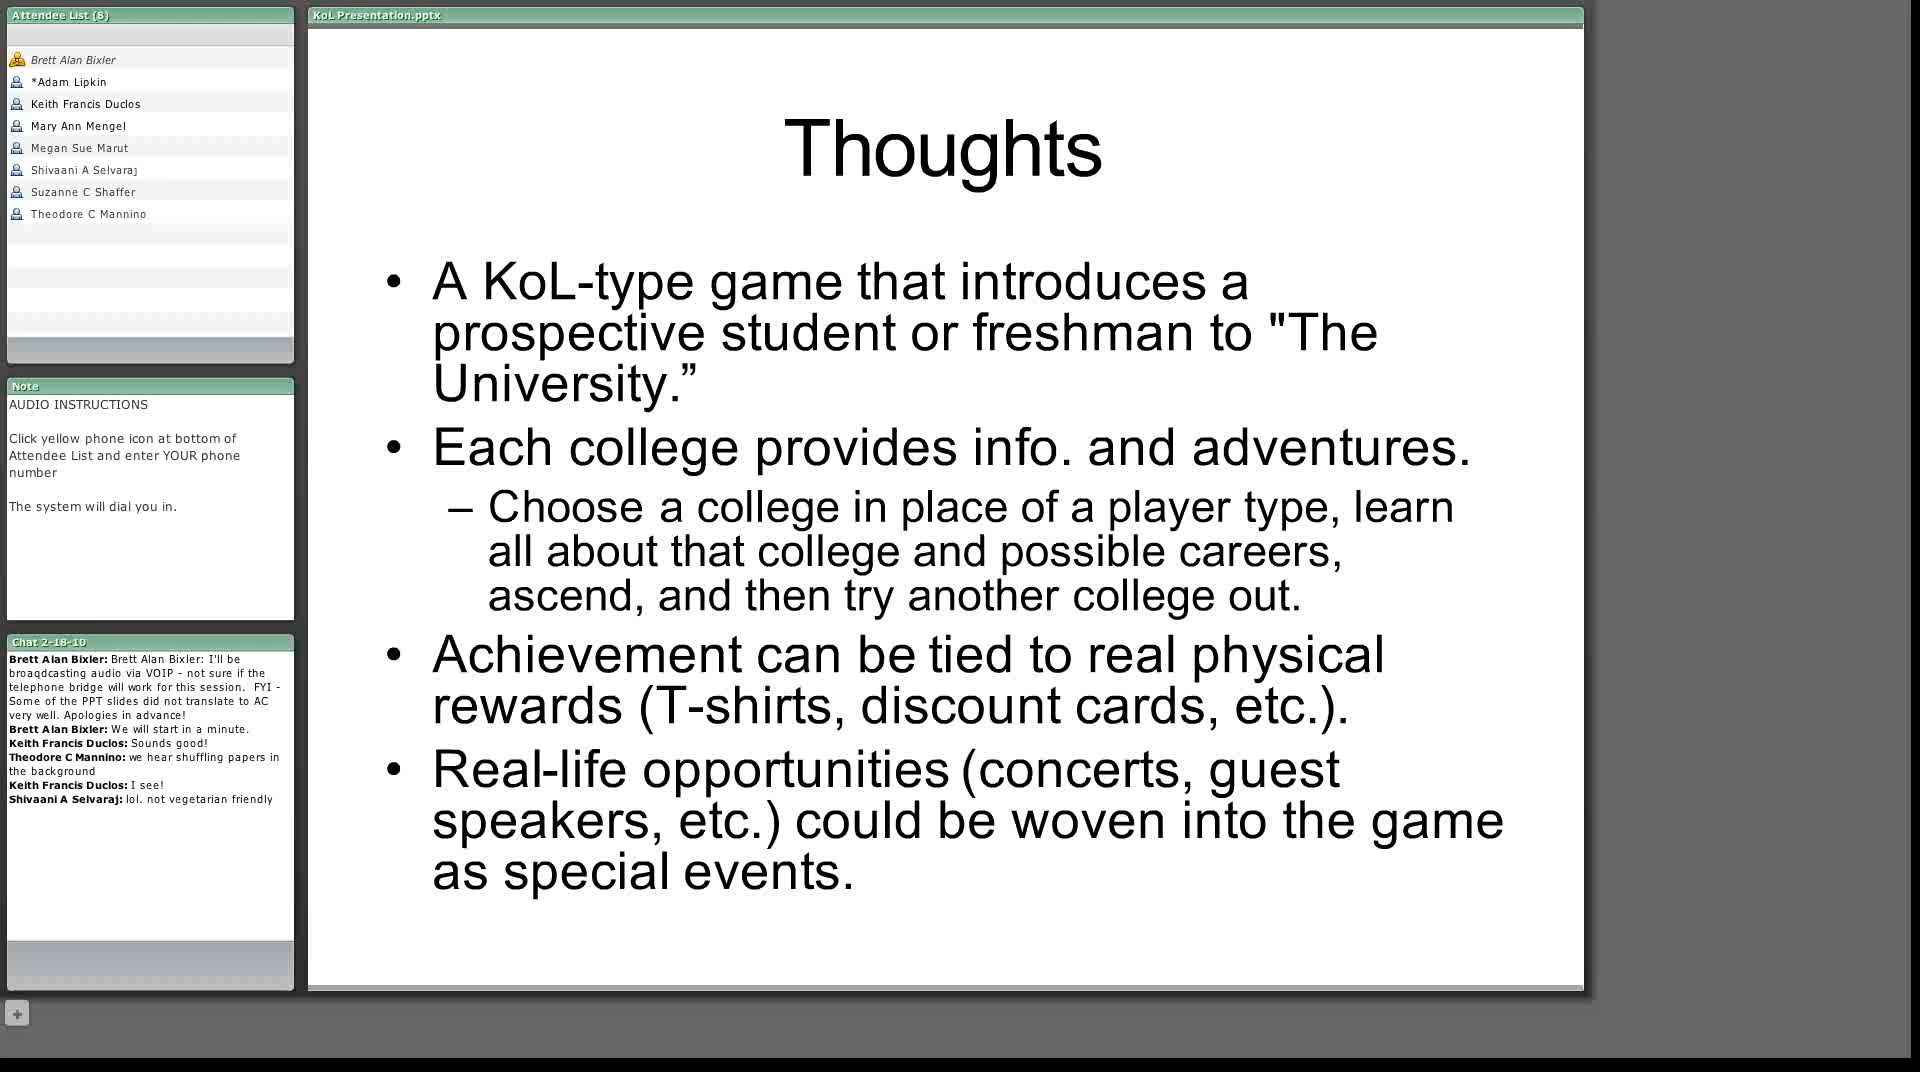 Attendee List (8)
Brett Alan Bixler
*Adam Lipkin
Keith Francis Duclos
Mary Ann Mengel
Megan Sue Marut
Shivaani A Selvaraj
Suzanne C Shaffer
Theodore C Mannino
Note
AUDIO INSTRUCTIONS
Click yellow phone icon at bottom of
Attendee List and enter YOUR phone
number
The system will dial you in.
Chat 2-18-10
Brett Alan Bixler: Brett Alan Bixler: I'll be
broaqdcasting audio via VOIP - not sure if the
telephone bridge will work for this session.  FYI -
Some of the PPT slides did not translate to AC
very well. Apologies in advance!
Brett Alan Bixler: We will start in a minute.
Keith Francis Duclos: Sounds good!
Theodore C Mannino: we hear shuffling papers in
the background
Keith Francis Duclos: I see!
Shivaani A Selvaraj: lol. not vegetarian friendly
KoL Presentation.pptx
Thoughts
• A KoL-type game that introduces a
prospective student or freshman to "The
University.”
• Each college provides info. and adventures.
– Choose a college in place of a player type, learn
all about that college and possible careers,
ascend, and then try another college out.
• Achievement can be tied to real physical
rewards (T-shirts, discount cards, etc.).
• Real-life opportunities (concerts, guest
speakers, etc.) could be woven into the game
as special events.